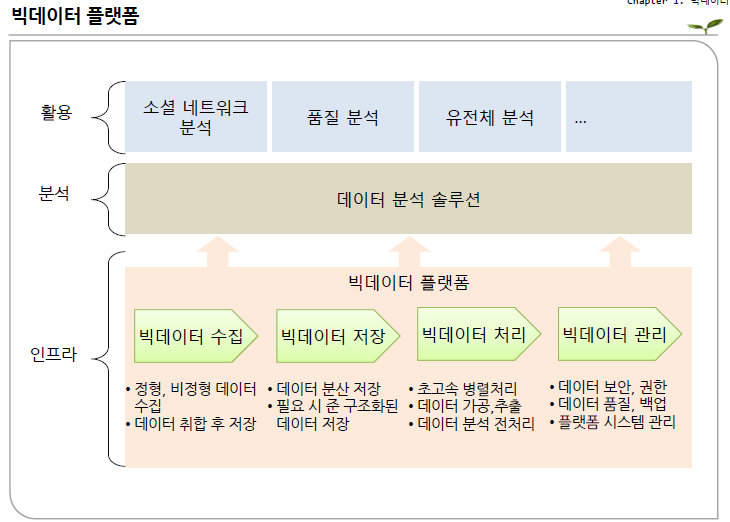 Chapter 1. 빅데이터
빅데이터 플랫폼
활용
소셜 네트워크
분석
품질 분석
유전체 분석
...
분석
데이터 분석 솔루션
인프라
빅데이터 플랫폼
빅데이터 수집
빅데이터 저장
빅데이터 처리
빅데이터 관리
• 정형, 비정형 데이터
수집
• 데이터 취합 후 저장
• 데이터 분산 저장
• 필요 시 준 구조화된
데이터 저장
• 초고속 병렬처리
• 데이터 가공,추출
• 데이터 분석 전처리
• 데이터 보안, 권한
• 데이터 품질, 백업
• 플랫폼 시스템 관리